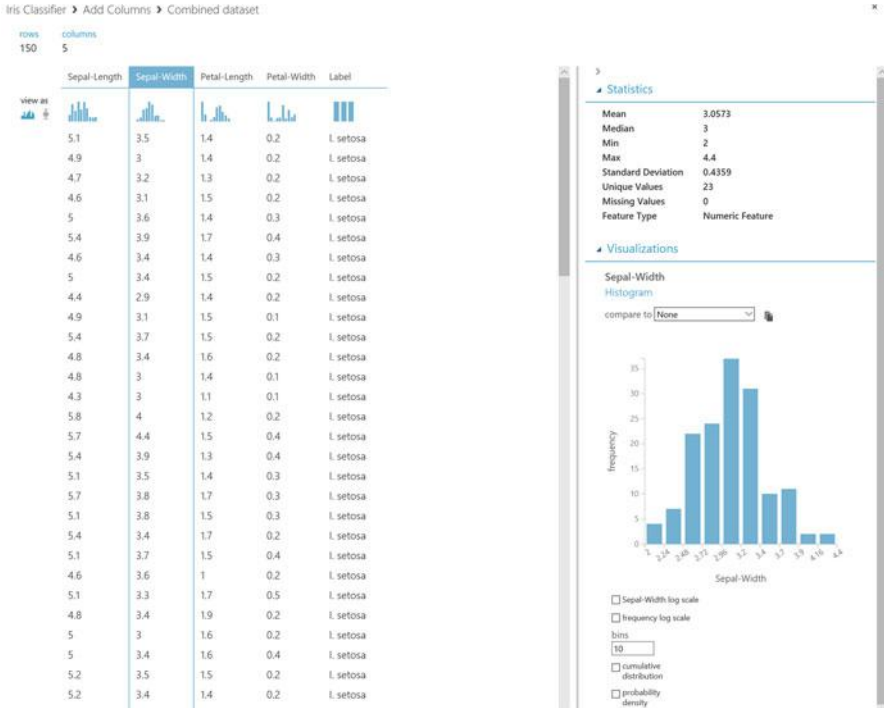 Iris Classifier › Add Columns › Combined dataset
rows columns
150 5
Sepal-Length Sepal-Width Petal-Length Petal-Width Label
view as
5.1 3.5 1.4 0.2 I. setosa
4.9 3 1.4 0.2 I. setosa
4.7 3.2 1.3 0.2 I. setosa
4.6 3.1 1.5 0.2 I. setosa
5 3.6 1.4 0.3 I. setosa
5.4 3.9 1.7 0.4 I. setosa
4.6 3.4 1.4 0.3 I. setosa
5 3.4 1.5 0.2 I. setosa
4.4 2.9 1.4 0.2 I. setosa
4.9 3.1 1.5 0.1 I. setosa
5.4 3.7 1.5 0.2 I. setosa
4.8 3.4 1.6 0.2 I. setosa
4.8 3 1.4 0.1 I. setosa
4.3 3 1.1 0.1 I. setosa
5.8 4 1.2 0.2 I. setosa
5.7 4.4 1.5 0.4 I. setosa
5.4 3.9 1.3 0.4 I. setosa
5.1 3.5 1.4 0.3 I. setosa
5.7 3.8 1.7 0.3 I. setosa
5.1 3.8 1.5 0.3 I. setosa
5.4 3.4 1.7 0.2 I. setosa
5.1 3.7 1.5 0.4 I. setosa
4.6 3.6 1 0.2 I. setosa
5.1 3.3 1.7 0.5 I. setosa
4.8 3.4 1.9 0.2 I. setosa
5 3 1.6 0.2 I. setosa
5 3.4 1.6 0.4 I. setosa
5.2 3.5 1.5 0.2 I. setosa
5.2 3.4 1.4 0.2 I. setosa
Statistics
Mean 3.0573
Median 3
Min 2
Max 4.4
Standard Deviation 0.4359
Unique Values 23
Missing Values 0
Feature Type Numeric Feature
Visualizations
Sepal-Width
Histogram
compare to None
35
30
25
20
15
10
5
0
frequency
2 2.24 2.48 2.72 2.96 3.2 3.4 3.7 3.9 4.16 4.4
Sepal-Width
Sepal-Width log scale
frequency log scale
bins
10
cumulative
distribution
probability
density